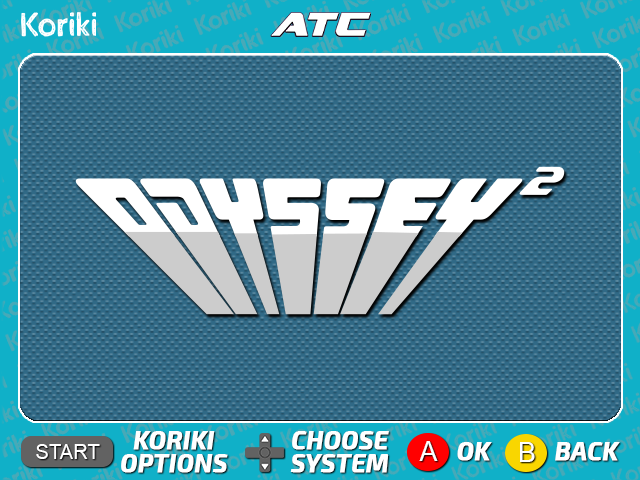 Koriki
ATC
ODYSSEY²
START
KORIKI
OPTIONS
CHOOSE
SYSTEM
A
OK
B
BACK